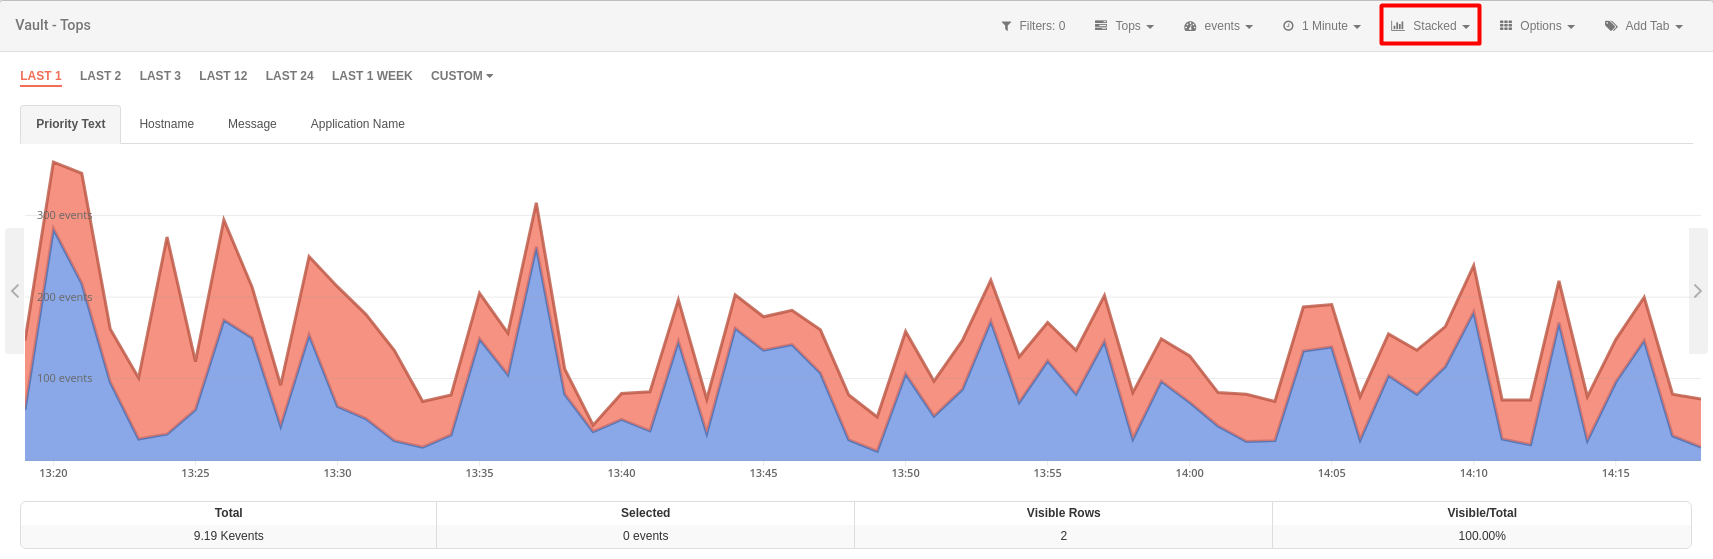 Vault - Tops
Filters: 0 Tops events 1 Minute Stacked Options Add Tab
LAST 1 LAST 2 LAST 3 LAST 12 LAST 24 LAST 1 WEEK CUSTOM
Priority Text Hostname Message Application Name
300 events
200 events
100 events
13:20 13:25 13:30 13:35 13:40 13:45 13:50 13:55 14:00 14:05 14:10 14:15
Total Selected Visible Rows Visible/Total
9.19 Kevents 0 events 2 100.00%